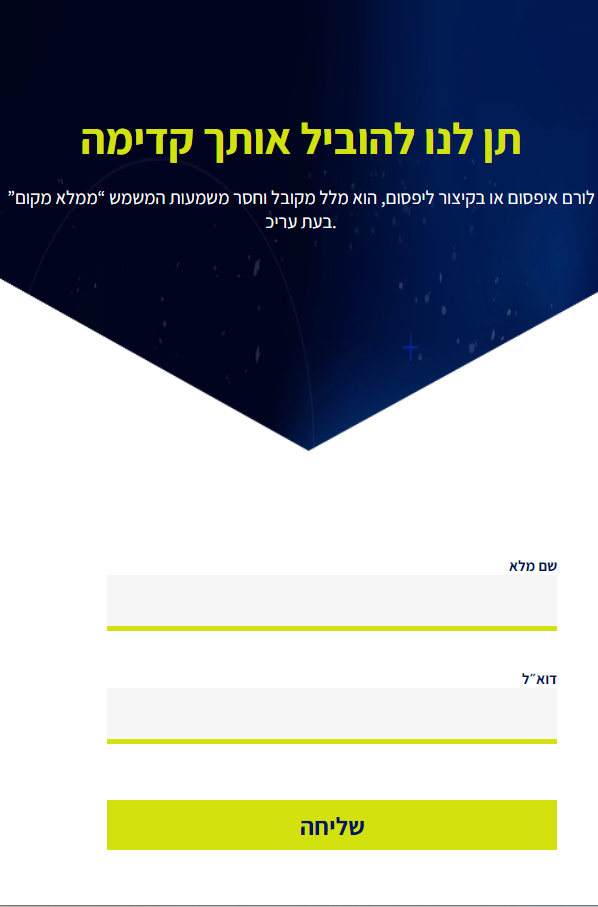 תן לנו להוביל אותך קדימה
לורם איפסום או בקיצור ליפסום, הוא מלל מקובל וחסר משמעות המשמש “ממלא מקום”
בעת עריכ.
שם מלא
דוא״ל
שליחה